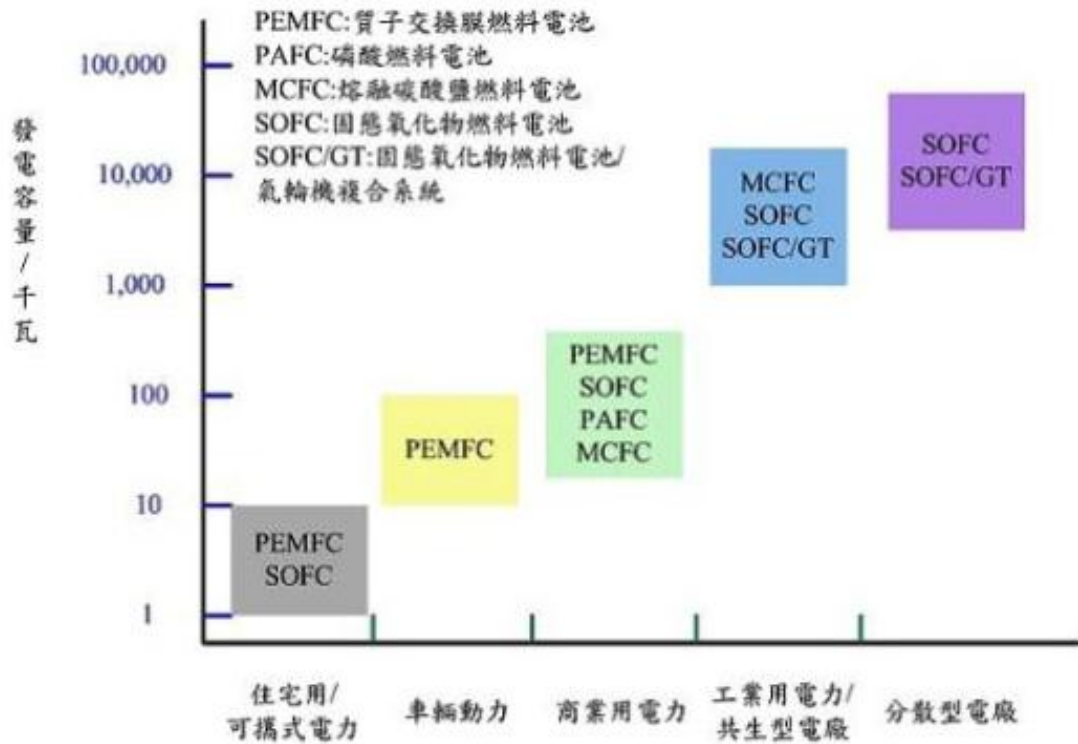 PEMFC:質子交換膜燃料電池
PAFC:磷酸燃料電池
MCFC:熔融碳酸鹽燃料電池
SOFC:固態氧化物燃料電池
SOFC/GT:固態氧化物燃料電池/
氣輪機複合系統
發電容量/千瓦
100,000
10,000
1,000
100
10
1
PEMFC
SOFC
PEMFC
PEMFC
SOFC
PAFC
MCFC
MCFC
SOFC
SOFC/GT
SOFC
SOFC/GT
住宅用/
可攜式電力
車輛動力
商業用電力
工業用電力/
共生型電廠
分散型電廠